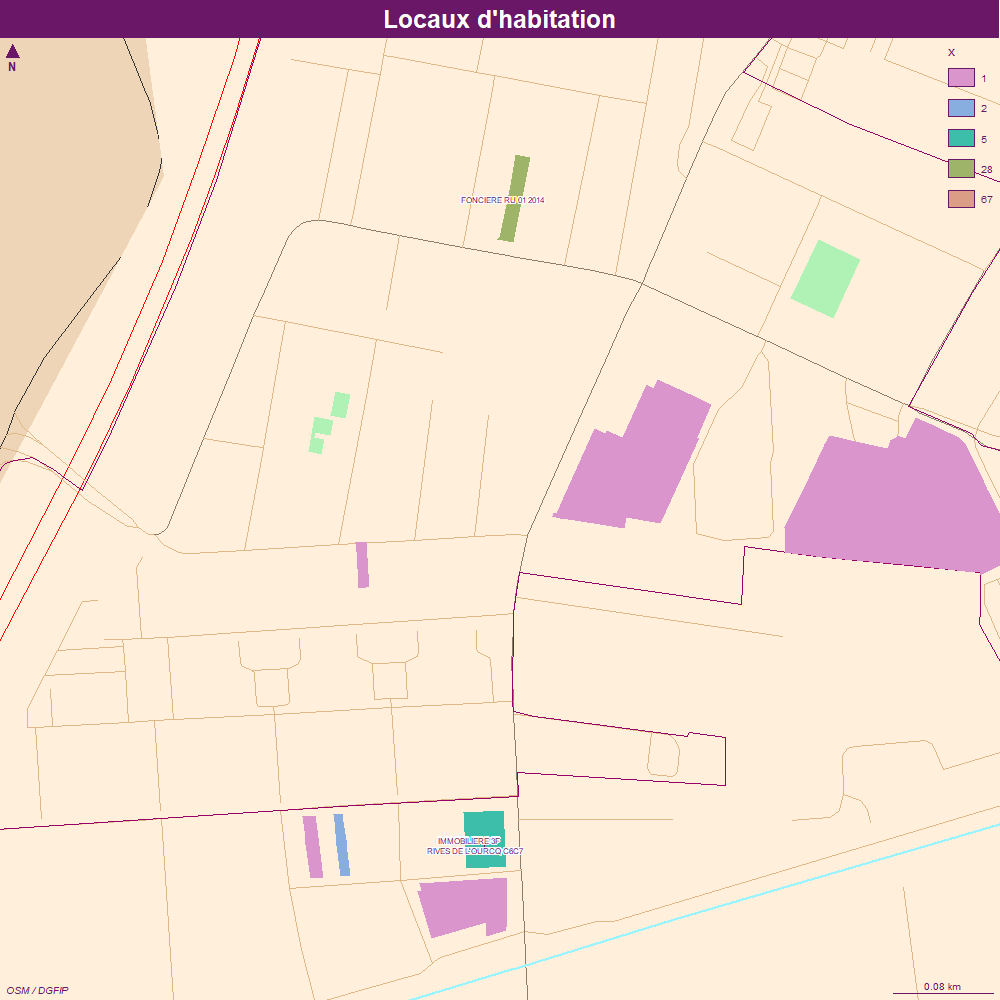 Locaux d'habitation
N
X
1
2
5
28
67
FONCIERE RU 01 2014
IMMOBILIERE 3F
RIVES DE L'OURCQ C6C7
OSM / DGFIP
0.08 km